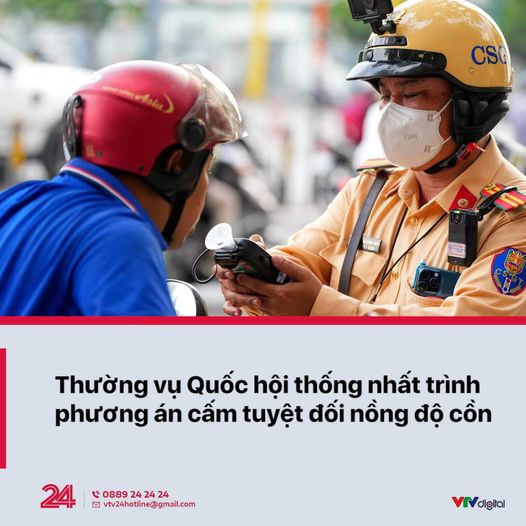 Asia
CSG
Thường vụ Quốc hội thống nhất trình
phương án cấm tuyệt đối nồng độ cồn
24
0889 24 24 24
vtv24hotline@gmail.com
VTVdigital